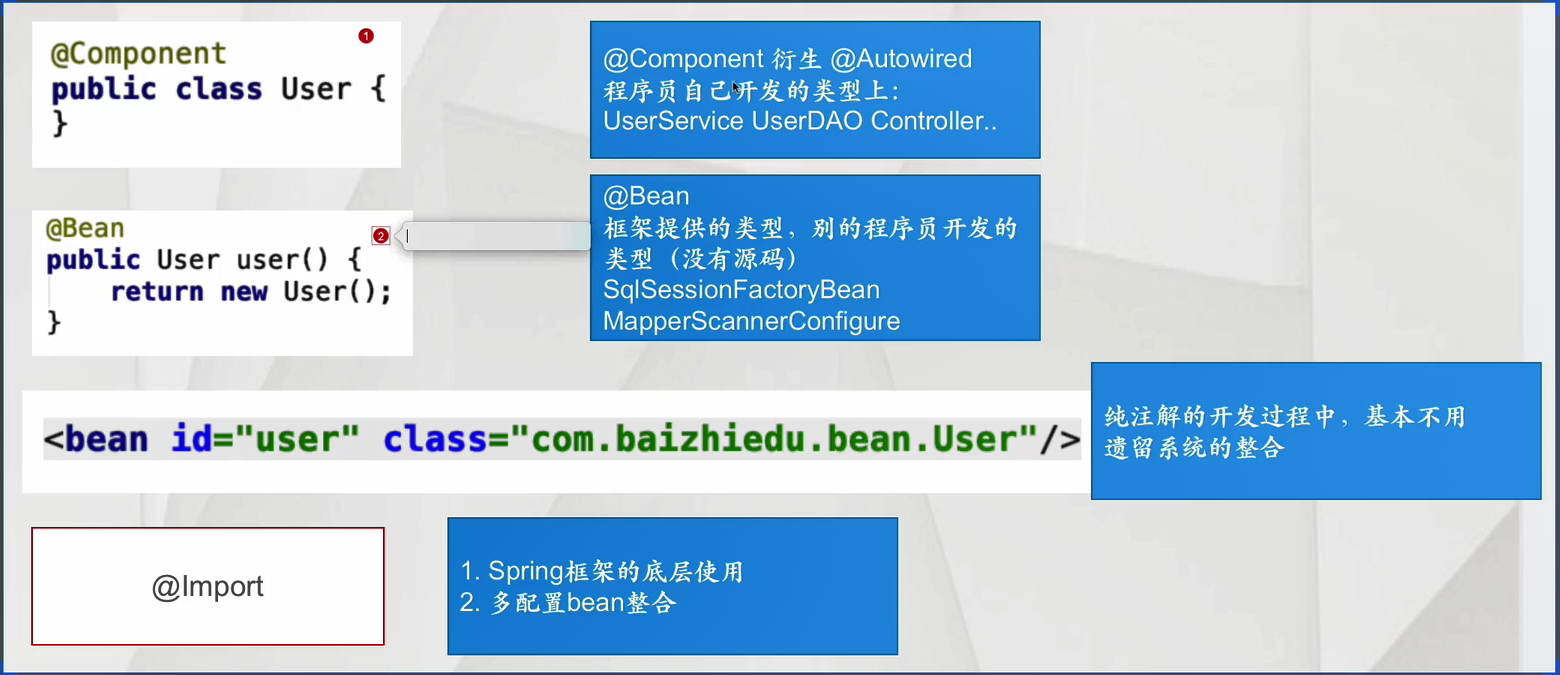 @Component
1
public class User {
}
@Component 衍生 @Autowired
程序员自己开发的类型上：
UserService UserDAO Controller..
@Bean
2
public User user() {
return new User();
}
@Bean
框架提供的类型，别的程序员开发的
类型（没有源码）
SqlSessionFactoryBean
MapperScannerConfigure
<bean id="user" class="com.baizhiedu.bean.User"/>
纯注解的开发过程中，基本不用
遗留系统的整合
@Import
1. Spring框架的底层使用
2. 多配置bean整合